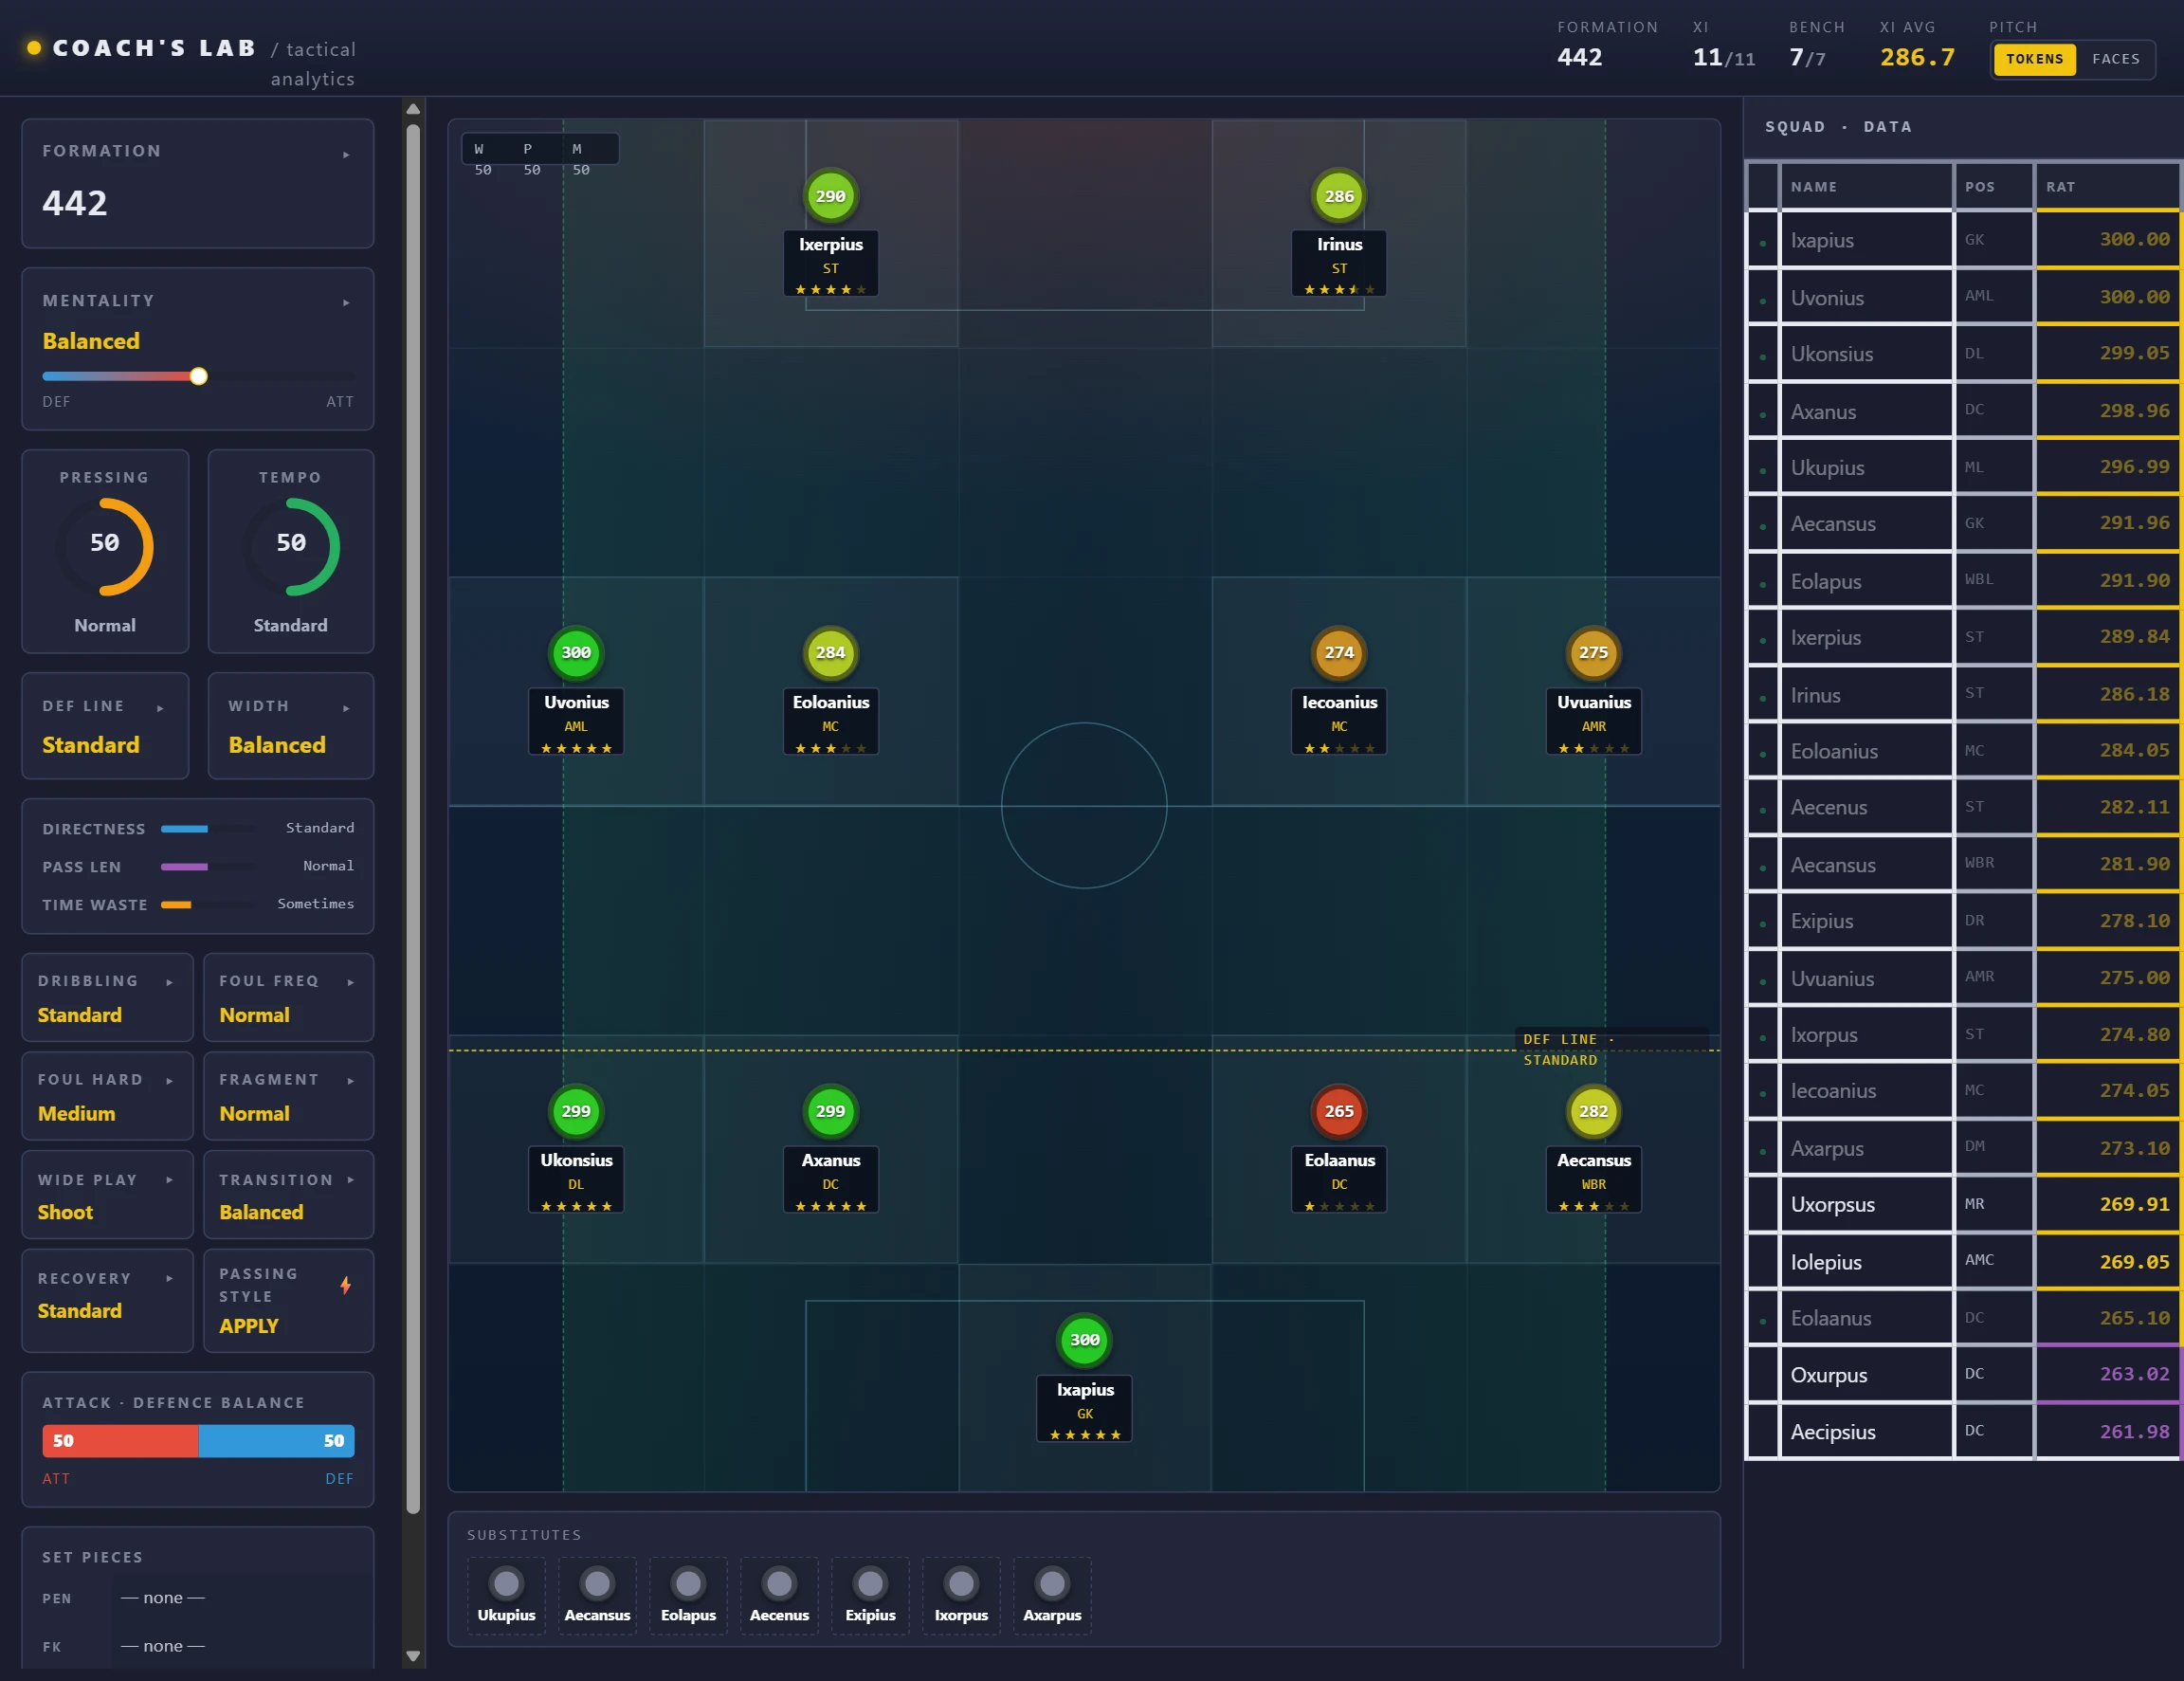 COACH'S LAB / tactical
analytics
FORMATION
442
XI
11/11
BENCH
7/7
XI AVG
286.7
PITCH
TOKENS FACES
FORMATION
442
MENTALITY
Balanced
DEF ATT
PRESSING
50
Normal
TEMPO
50
Standard
DEF LINE
Standard
WIDTH
Balanced
DIRECTNESS Standard
PASS LEN Normal
TIME WASTE Sometimes
DRIBBLING
Standard
FOUL FREQ
Normal
FOUL HARD
Medium
FRAGMENT
Normal
WIDE PLAY
Shoot
TRANSITION
Balanced
RECOVERY
Standard
PASSING
STYLE
APPLY
ATTACK · DEFENCE BALANCE
50 50
ATT DEF
SET PIECES
PEN — none —
FK — none —
W P M
50 50 50
290
Ixerpius
ST
286
Irinus
ST
300
Uvonius
AML
284
Eoloanius
MC
274
Iecoanius
MC
275
Uvuanius
AMR
DEF LINE ·
STANDARD
299
Ukonsius
DL
299
Axanus
DC
265
Eolaanus
DC
282
Aecansus
WBR
300
Ixapius
GK
SUBSTITUTES
Ukupius Aecansus Eolapus Aecenus Exipius Ixorpus Axarpus
SQUAD · DATA
NAME POS RAT
Ixapius GK 300.00
Uvonius AML 300.00
Ukonsius DL 299.05
Axanus DC 298.96
Ukupius ML 296.99
Aecansus GK 291.96
Eolapus WBL 291.90
Ixerpius ST 289.84
Irinus ST 286.18
Eoloanius MC 284.05
Aecenus ST 282.11
Aecansus WBR 281.90
Exipius DR 278.10
Uvuanius AMR 275.00
Ixorpus ST 274.80
Iecoanius MC 274.05
Axarpus DM 273.10
Uxorpsus MR 269.91
Iolepius AMC 269.05
Eolaanus DC 265.10
Oxurpus DC 263.02
Aecipsius DC 261.98